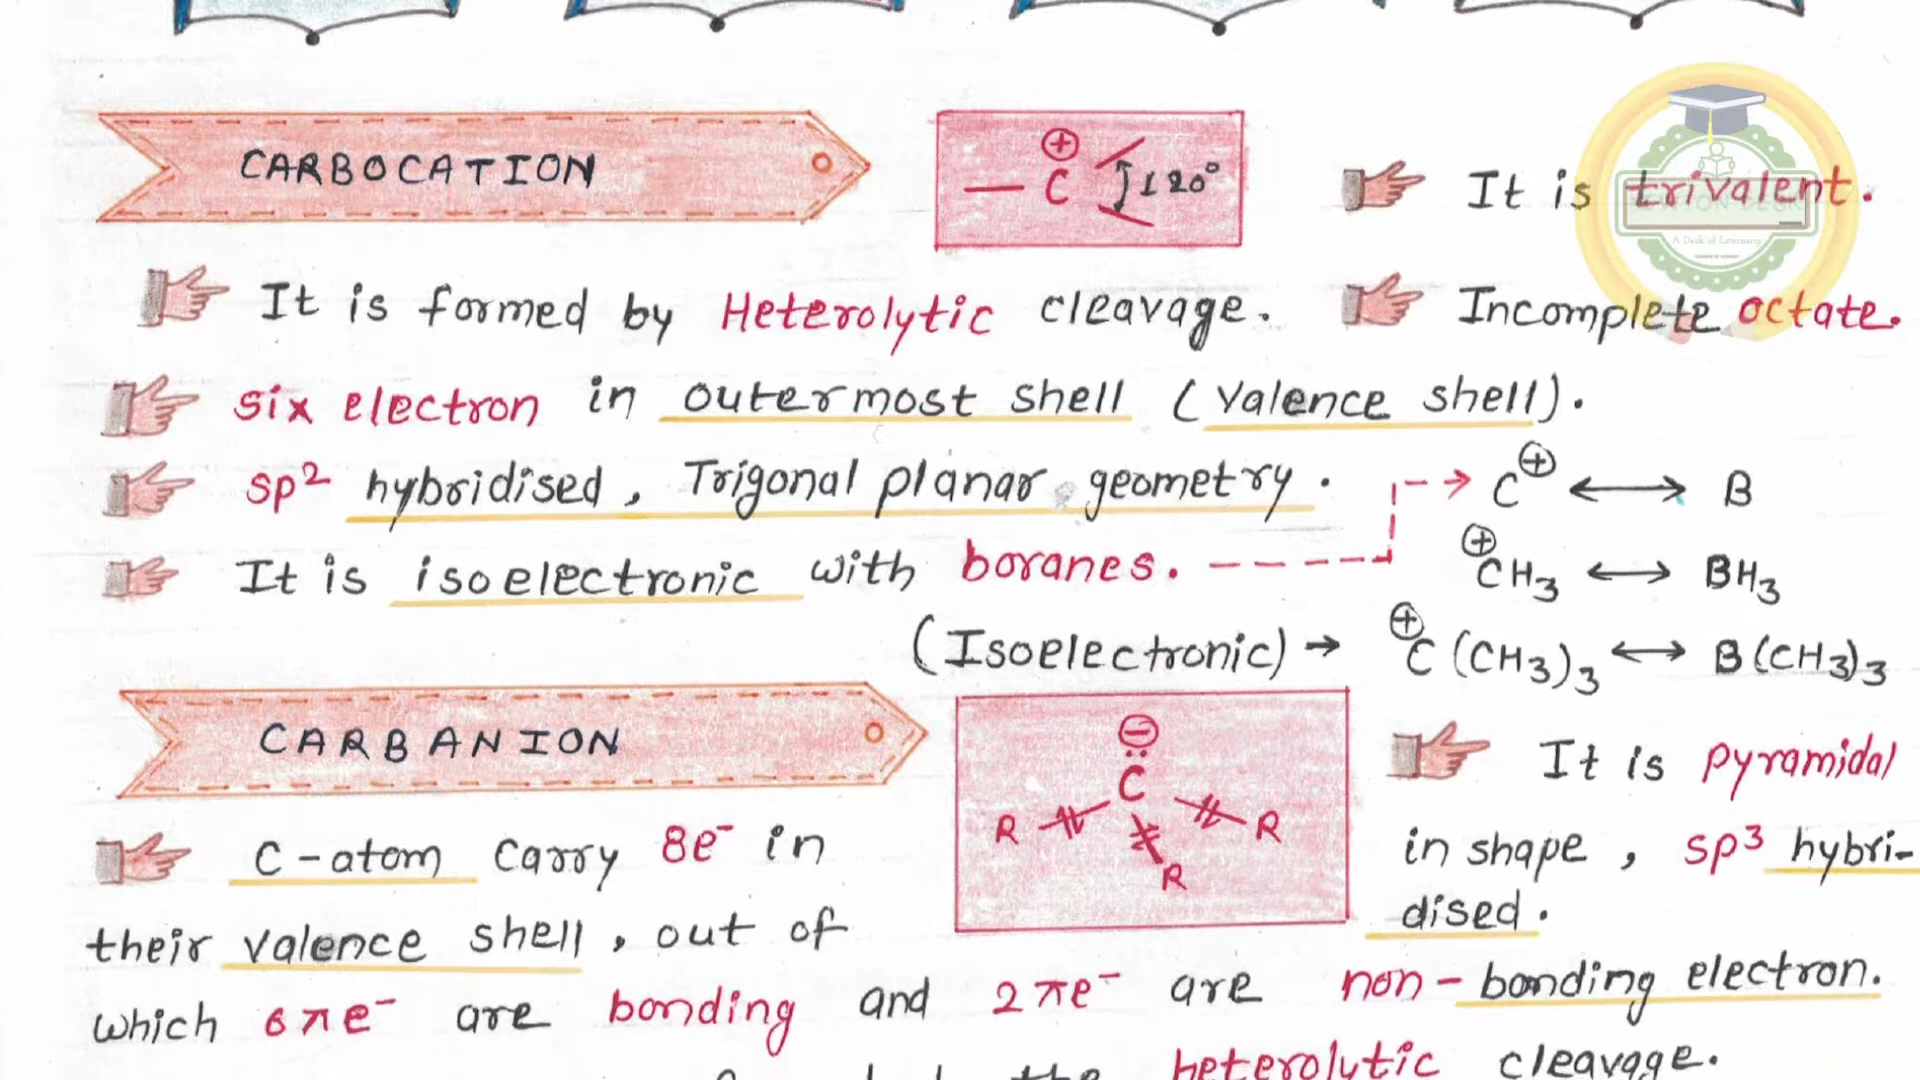 CARBOCATION
⊕
— C 120°
It is trivalent.
A Desk of Learning
It is formed by Heterolytic cleavage.
Incomplete octate.
six electron in outermost shell (Valence shell).
sp² hybridised, Trigonal planar geometry.
C⊕ ⟷ B
It is isoelectronic with boranes.
⊕CH₃ ⟷ BH₃
(Isoelectronic) → ⊕C(CH₃)₃ ⟷ B(CH₃)₃
CARBANION
⊖
C
R R
R
It is pyramidal
in shape, sp³ hybri-
dised.
C-atom carry 8e⁻ in
their valence shell, out of
which 6πe⁻ are bonding and 2πe⁻ are non-bonding electron.
heterolytic cleavage.